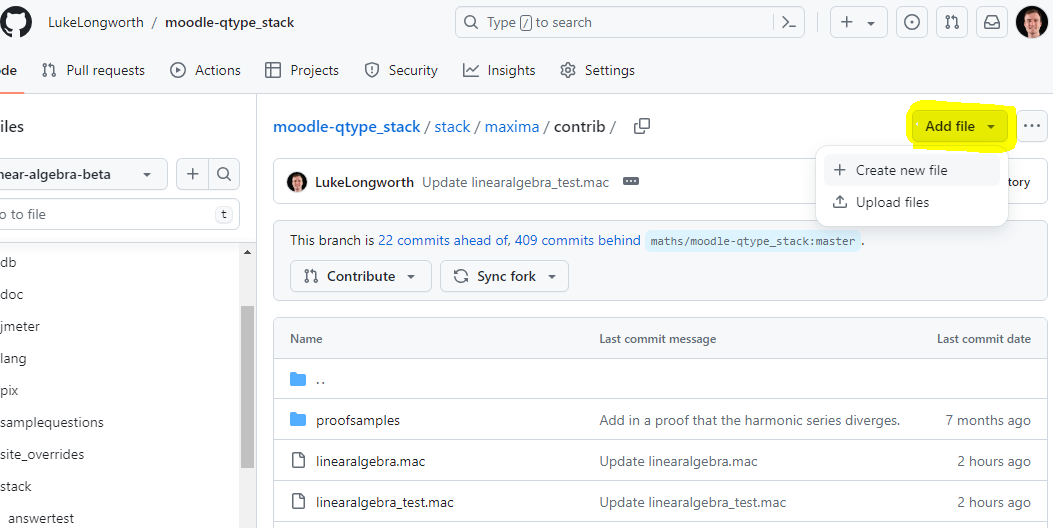 LukeLongworth / moodle-qtype_stack
Type / to search
de Pull requests Actions Projects Security Insights Settings
iles
moodle-qtype_stack / stack / maxima / contrib /
Add file
near-algebra-beta
o to file t
LukeLongworth Update linearalgebra_test.mac
tory
Create new file
Upload files
This branch is 22 commits ahead of, 409 commits behind maths/moodle-qtype_stack:master .
Contribute Sync fork
db
doc
jmeter
lang
pix
samplequestions
site_overrides
stack
answertest
Name Last commit message Last commit date
..
proofsamples Add in a proof that the harmonic series diverges. 7 months ago
linearalgebra.mac Update linearalgebra.mac 2 hours ago
linearalgebra_test.mac Update linearalgebra_test.mac 2 hours ago